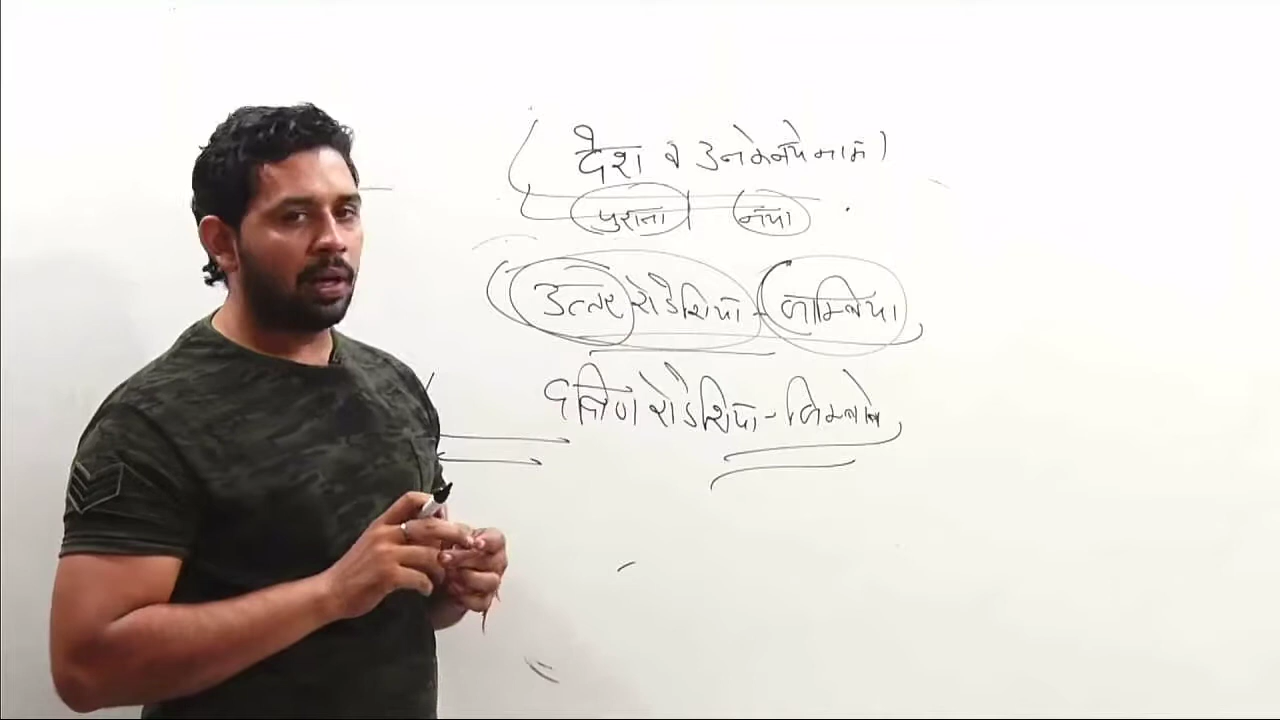 देश व उनके नये नाम
पुराना नया
उत्तर रोडेशिया - जाम्बिया
दक्षिण रोडेशिया - जिम्बाब्वे